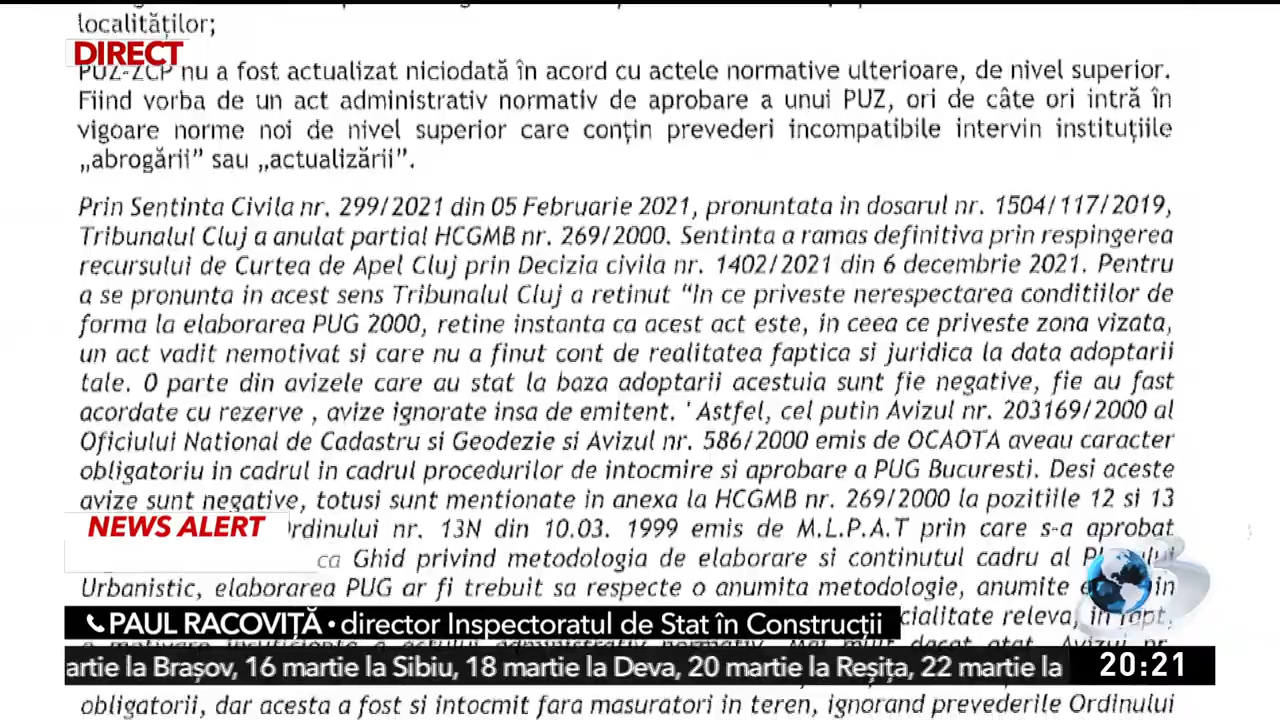 localităților;
DIRECT
PUZ-ZCP nu a fost actualizat niciodată în acord cu actele normative ulterioare, de nivel superior.
Fiind vorba de un act administrativ normativ de aprobare a unui PUZ, ori de câte ori intră în
vigoare norme noi de nivel superior care conțin prevederi incompatibile intervin instituțiile
„abrogării” sau „actualizării”.
Prin Sentinta Civila nr. 299/2021 din 05 Februarie 2021, pronuntata in dosarul nr. 1504/117/2019,
Tribunalul Cluj a anulat partial HCGMB nr. 269/2000. Sentinta a ramas definitiva prin respingerea
recursului de Curtea de Apel Cluj prin Decizia civila nr. 1402/2021 din 6 decembrie 2021. Pentru
a se pronunta in acest sens Tribunalul Cluj a retinut “In ce priveste nerespectarea conditiilor de
forma la elaborarea PUG 2000, retine instanta ca acest act este, in ceea ce priveste zona vizata,
un act vadit nemotivat si care nu a finut cont de realitatea faptica si juridica la data adoptarii
tale. O parte din avizele care au stat la baza adoptarii acestuia sunt fie negative, fie au fast
acordate cu rezerve , avize ignorate insa de emitent. ' Astfel, cel putin Avizul nr. 203169/2000 al
Oficiului National de Cadastru si Geodezie si Avizul nr. 586/2000 emis de OCAOTA aveau caracter
obligatoriu in cadrul in cadrul procedurilor de intocmire si aprobare a PUG Bucuresti. Desi aceste
avize sunt negative, totusi sunt mentionate in anexa la HCGMB nr. 269/2000 la pozitiile 12 si 13
NEWS ALERT rdinului nr. 13N din 10.03. 1999 emis de M.L.P.A.T prin care s-a aprobat
ca Ghid privind metodologia de elaborare si continutul cadru al
Urbanistic, elaborarea PUG ar fi trebuit sa respecte o anumita metodologie, anumite
cialitate releva, in fapt,
PAUL RACOVIȚĂ • director Inspectoratul de Stat în Construcții
artie la Brașov, 16 martie la Sibiu, 18 martie la Deva, 20 martie la Reșița, 22 martie la
20:21
obligatorii, dar acesta a fost si intocmit fara masuratori in teren, ignorand prevederile Ordinului